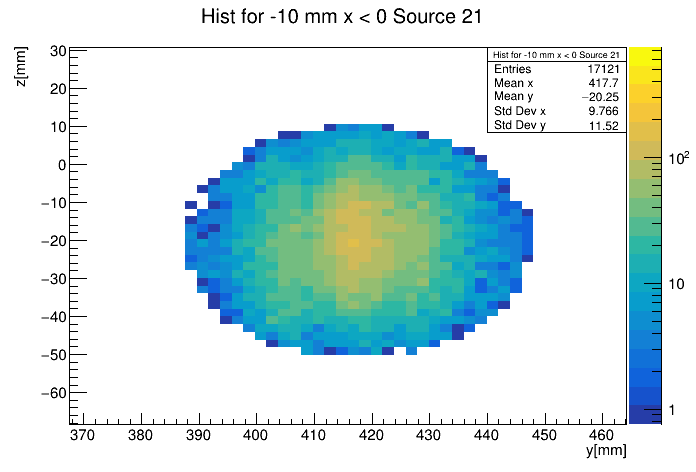 Hist for -10 mm x < 0 Source 21
z[mm]
30
20
10
0
−10
−20
−30
−40
−50
−60
370 380 390 400 410 420 430 440 450 460
y[mm]
Hist for -10 mm x < 0 Source 21
Entries 17121
Mean x 417.7
Mean y −20.25
Std Dev x 9.766
Std Dev y 11.52
10²
10
1